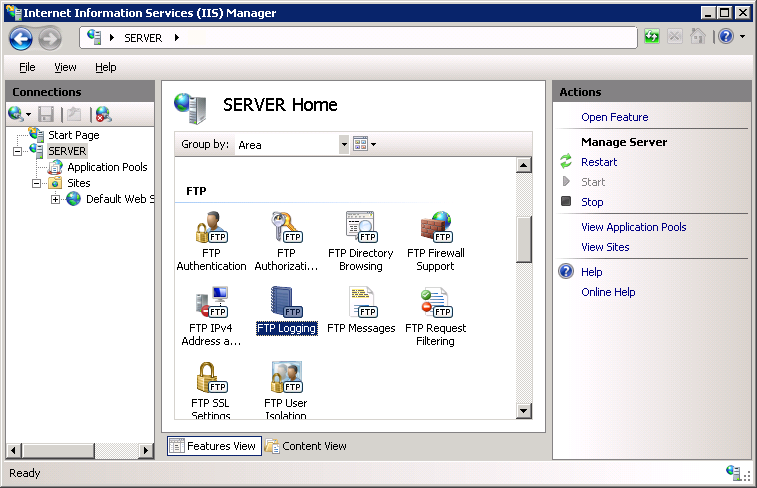 Internet Information Services (IIS) Manager
SERVER
File View Help
Connections
Start Page
SERVER
Application Pools
Sites
Default Web S
SERVER Home
Group by: Area
FTP
FTP Authentication
FTP Authorizati...
FTP Directory Browsing
FTP Firewall Support
FTP IPv4 Address a...
FTP Logging
FTP Messages
FTP Request Filtering
FTP SSL Settings
FTP User Isolation
Features View
Content View
Actions
Open Feature
Manage Server
Restart
Start
Stop
View Application Pools
View Sites
Help
Online Help
Ready